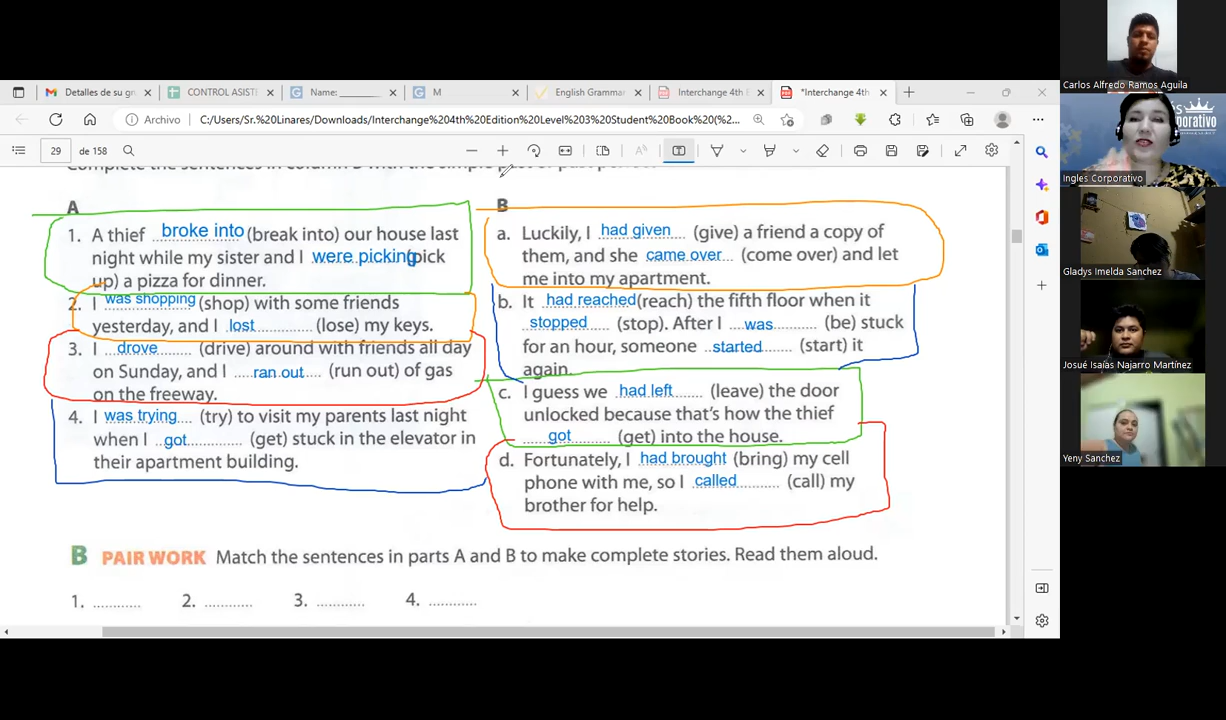 Detalles de su gr
CONTROL ASIST
Name: ________
M
English Grammar
Interchange 4th E
*Interchange 4th
Archivo
C:/Users/Sr.%20Linares/Downloads/Interchange%204th%20Edition%20Level%203%20Student%20Book%20(%...
29
de 158
A
1. A thief broke into (break into) our house last
night while my sister and I were picking (pick
up) a pizza for dinner.
2. I was shopping (shop) with some friends
yesterday, and I lost (lose) my keys.
3. I drove (drive) around with friends all day
on Sunday, and I ran out (run out) of gas
on the freeway.
4. I was trying (try) to visit my parents last night
when I got (get) stuck in the elevator in
their apartment building.
B
a. Luckily, I had given (give) a friend a copy of
them, and she came over (come over) and let
me into my apartment.
b. It had reached (reach) the fifth floor when it
stopped (stop). After I was (be) stuck
for an hour, someone started (start) it
again.
c. I guess we had left (leave) the door
unlocked because that's how the thief
got (get) into the house.
d. Fortunately, I had brought (bring) my cell
phone with me, so I called (call) my
brother for help.
B PAIR WORK Match the sentences in parts A and B to make complete stories. Read them aloud.
1. ............ 2. ............ 3. ............ 4. ............
Carlos Alfredo Ramos Aguila
Ingles Corporativo
Gladys Imelda Sanchez
Josué Isaías Najarro Martínez
Yeny Sanchez